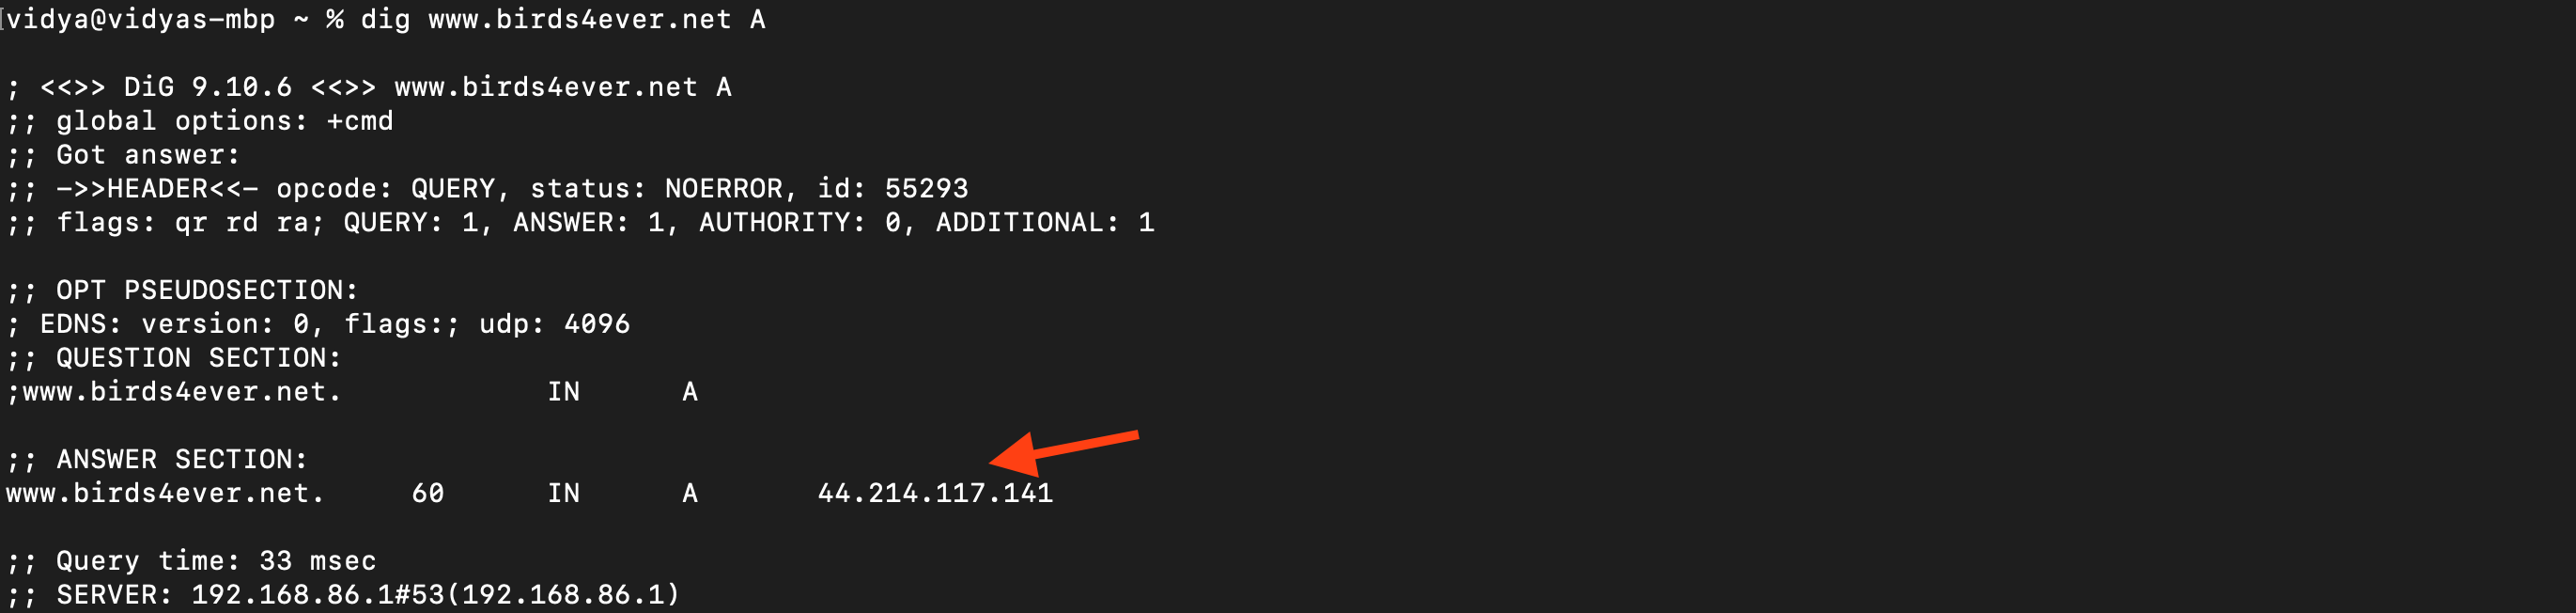 vidya@vidyas-mbp ~ % dig www.birds4ever.net A
; <<>> DiG 9.10.6 <<>> www.birds4ever.net A
;; global options: +cmd
;; Got answer:
;; ->>HEADER<<- opcode: QUERY, status: NOERROR, id: 55293
;; flags: qr rd ra; QUERY: 1, ANSWER: 1, AUTHORITY: 0, ADDITIONAL: 1
;; OPT PSEUDOSECTION:
; EDNS: version: 0, flags:; udp: 4096
;; QUESTION SECTION:
;www.birds4ever.net. IN A
;; ANSWER SECTION:
www.birds4ever.net. 60 IN A 44.214.117.141
;; Query time: 33 msec
;; SERVER: 192.168.86.1#53(192.168.86.1)